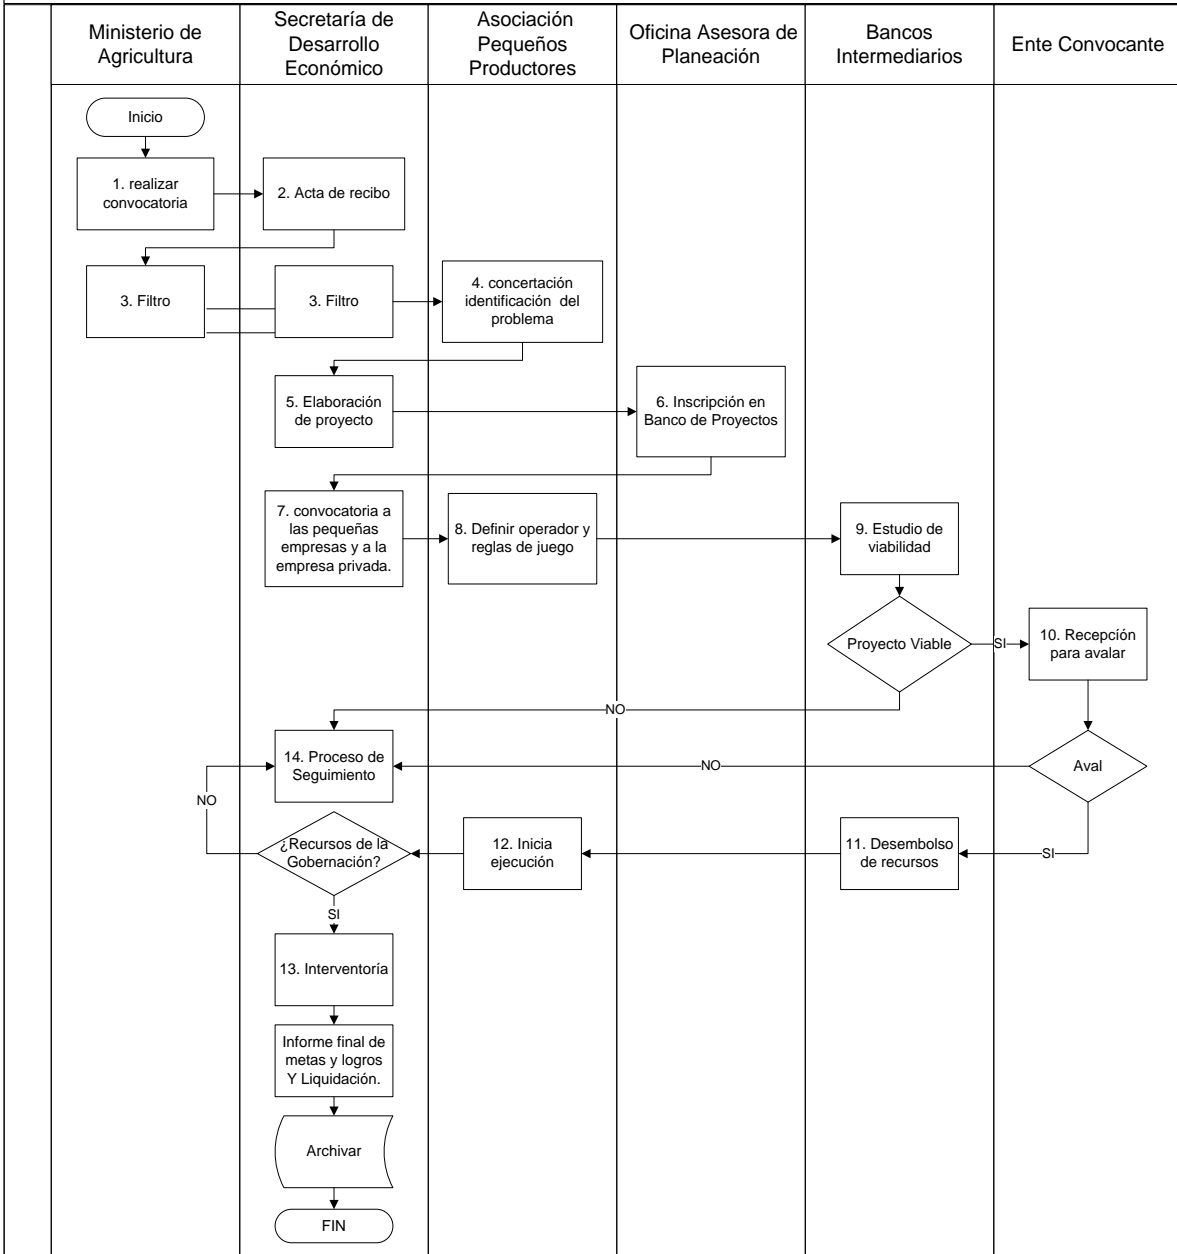 Ministerio de
Agricultura
Secretaría de
Desarrollo
Económico
Asociación
Pequeños
Productores
Oficina Asesora de
Planeación
Bancos
Intermediarios
Ente Convocante
Inicio
1. realizar
convocatoria
2. Acta de recibo
3. Filtro
3. Filtro
4. concertación
identificación  del
problema
5. Elaboración
de proyecto
6. Inscripción en
Banco de Proyectos
7. convocatoria a
las pequeñas
empresas y a la
empresa privada.
8. Definir operador y
reglas de juego
9. Estudio de
viabilidad
Proyecto Viable
SI
10. Recepcíón
para avalar
NO
14. Proceso de
Seguimiento
NO
Aval
NO
¿Recursos de la
Gobernación?
12. Inicia
ejecución
11. Desembolso
de recursos
SI
SI
13. Interventoría
Informe final de
metas y logros
Y Liquidación.
Archivar
FIN